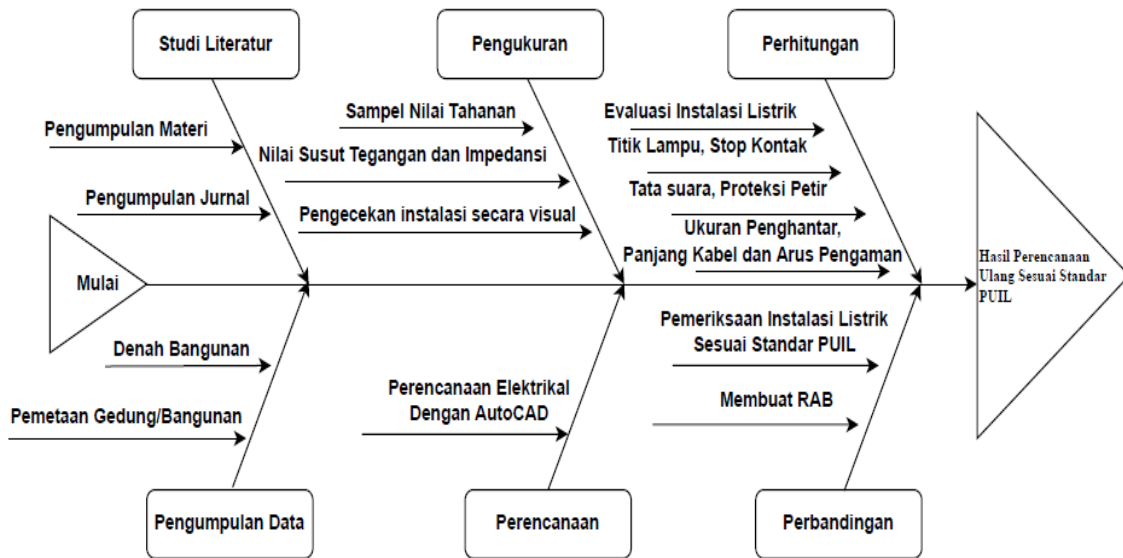 Studi Literatur
Pengukuran
Perhitungan
Pengumpulan Materi
Pengumpulan Jurnal
Sampel Nilai Tahanan
Nilai Susut Tegangan dan Impedansi
Pengecekan instalasi secara visual
Evaluasi Instalasi Listrik
Titik Lampu, Stop Kontak
Tata suara, Proteksi Petir
Ukuran Penghantar,
Panjang Kabel dan Arus Pengaman
Mulai
Hasil Perencanaan
Ulang Sesuai Standar
PUIL
Denah Bangunan
Pemetaan Gedung/Bangunan
Perencanaan Elektrikal
Dengan AutoCAD
Pemeriksaan Instalasi Listrik
Sesuai Standar PUIL
Membuat RAB
Pengumpulan Data
Perencanaan
Perbandingan